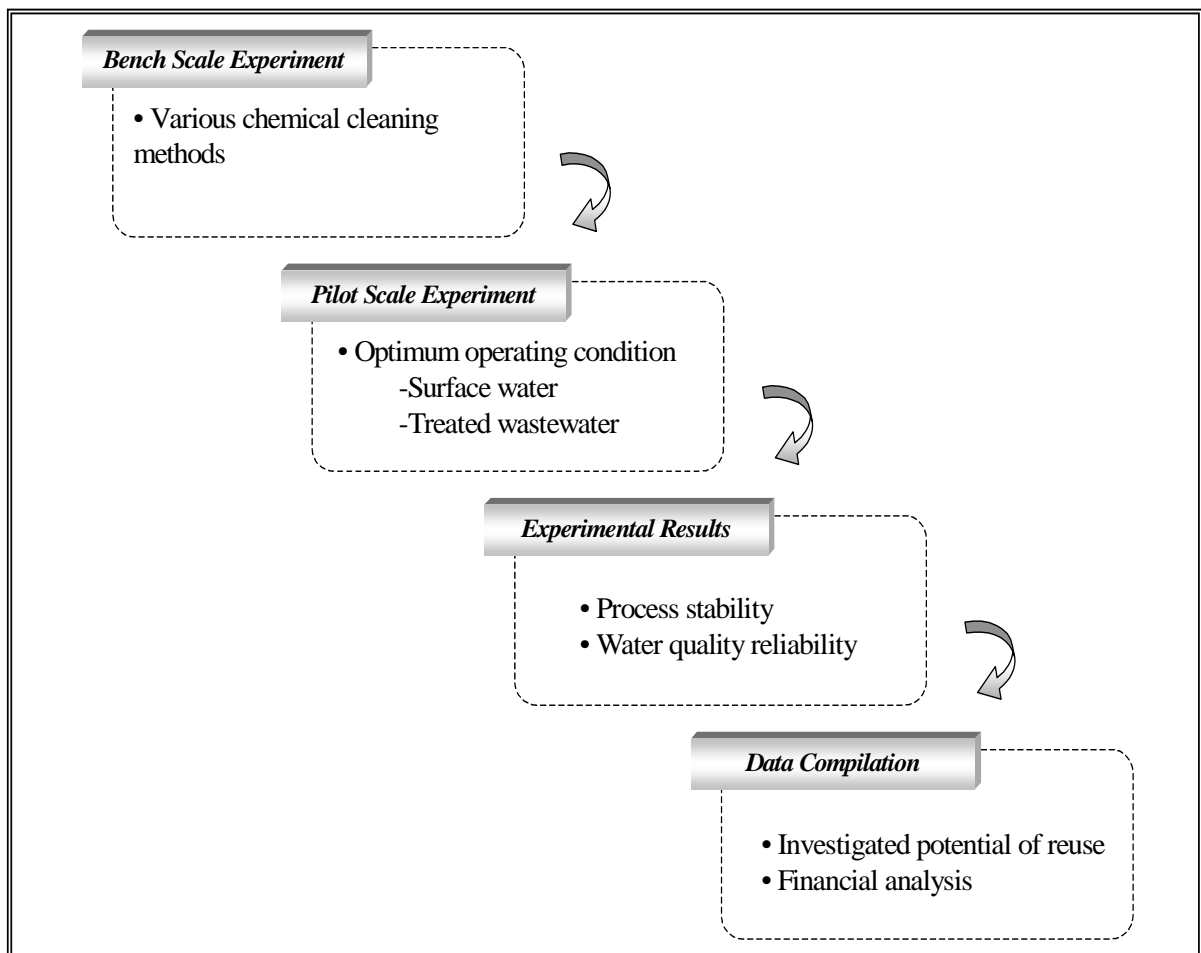 Bench Scale Experiment
• Various chemical cleaning
methods
Pilot Scale Experiment
• Optimum operating condition
-Surface water
-Treated wastewater
Experimental Results
• Process stability
• Water quality reliability
Data Compilation
• Investigated potential of reuse
• Financial analysis